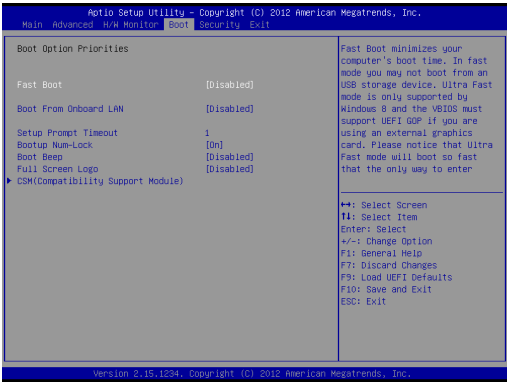 Aptio Setup Utility – Copyright (C) 2012 American Megatrends, Inc.
Main Advanced H/W Monitor Boot Security Exit
Boot Option Priorities
Fast Boot [Disabled]
Boot From Onboard LAN [Disabled]
Setup Prompt Timeout 1
Bootup Num-Lock [On]
Boot Beep [Disabled]
Full Screen Logo [Disabled]
CSM(Compatibility Support Module)
Fast Boot minimizes your
computer's boot time. In fast
mode you may not boot from an
USB storage device. Ultra Fast
mode is only supported by
Windows 8 and the VBIOS must
support UEFI GOP if you are
using an external graphics
card. Please notice that Ultra
Fast mode will boot so fast
that the only way to enter
↔: Select Screen
↑↓: Select Item
Enter: Select
+/-: Change Option
F1: General Help
F7: Discard Changes
F9: Load UEFI Defaults
F10: Save and Exit
ESC: Exit
Version 2.15.1234. Copyright (C) 2012 American Megatrends, Inc.